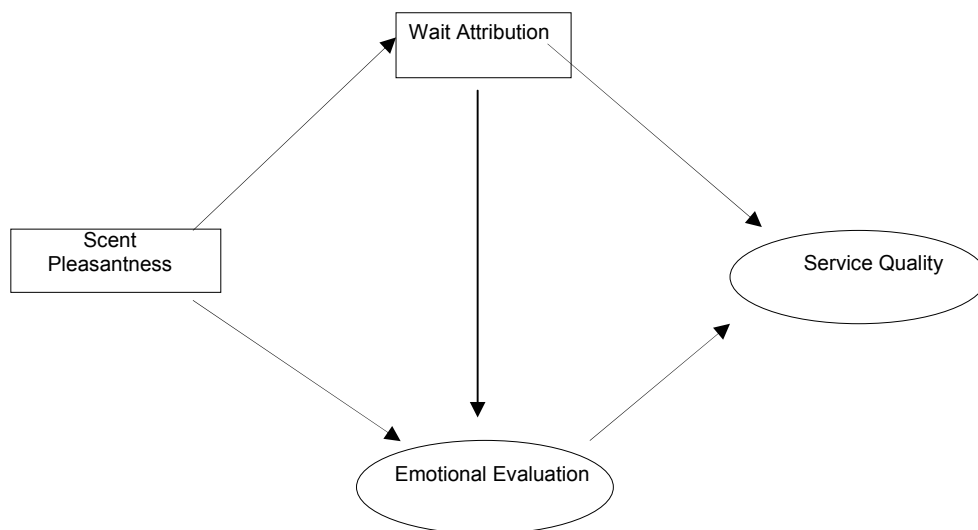 Wait Attribution
Scent
Pleasantness
Service Quality
Emotional Evaluation